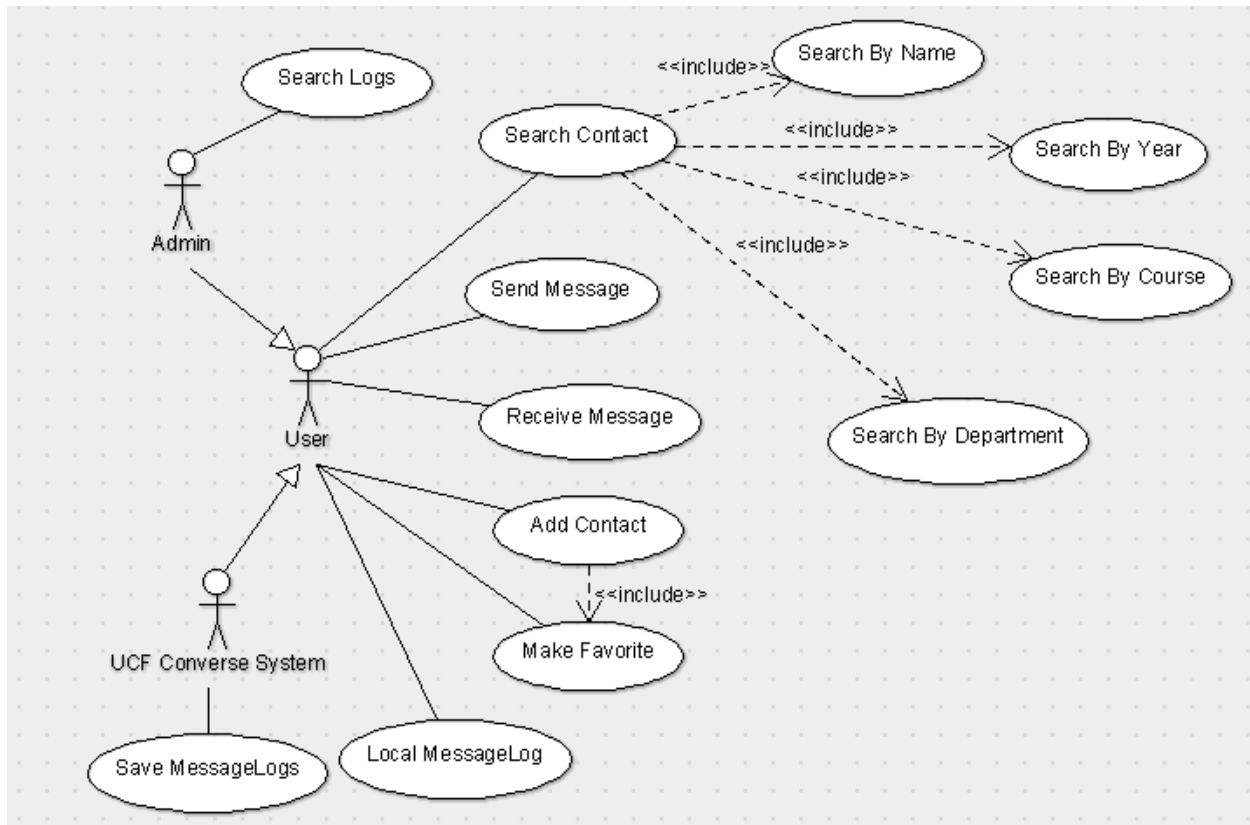 Search By Name
<<include>>
Search Logs
Search Contact
<<include>>
Search By Year
<<include>>
Admin
<<include>>
Search By Course
Send Message
Receive Message
User
Search By Department
Add Contact
<<include>>
Make Favorite
UCF Converse System
Local MessageLog
Save MessageLogs